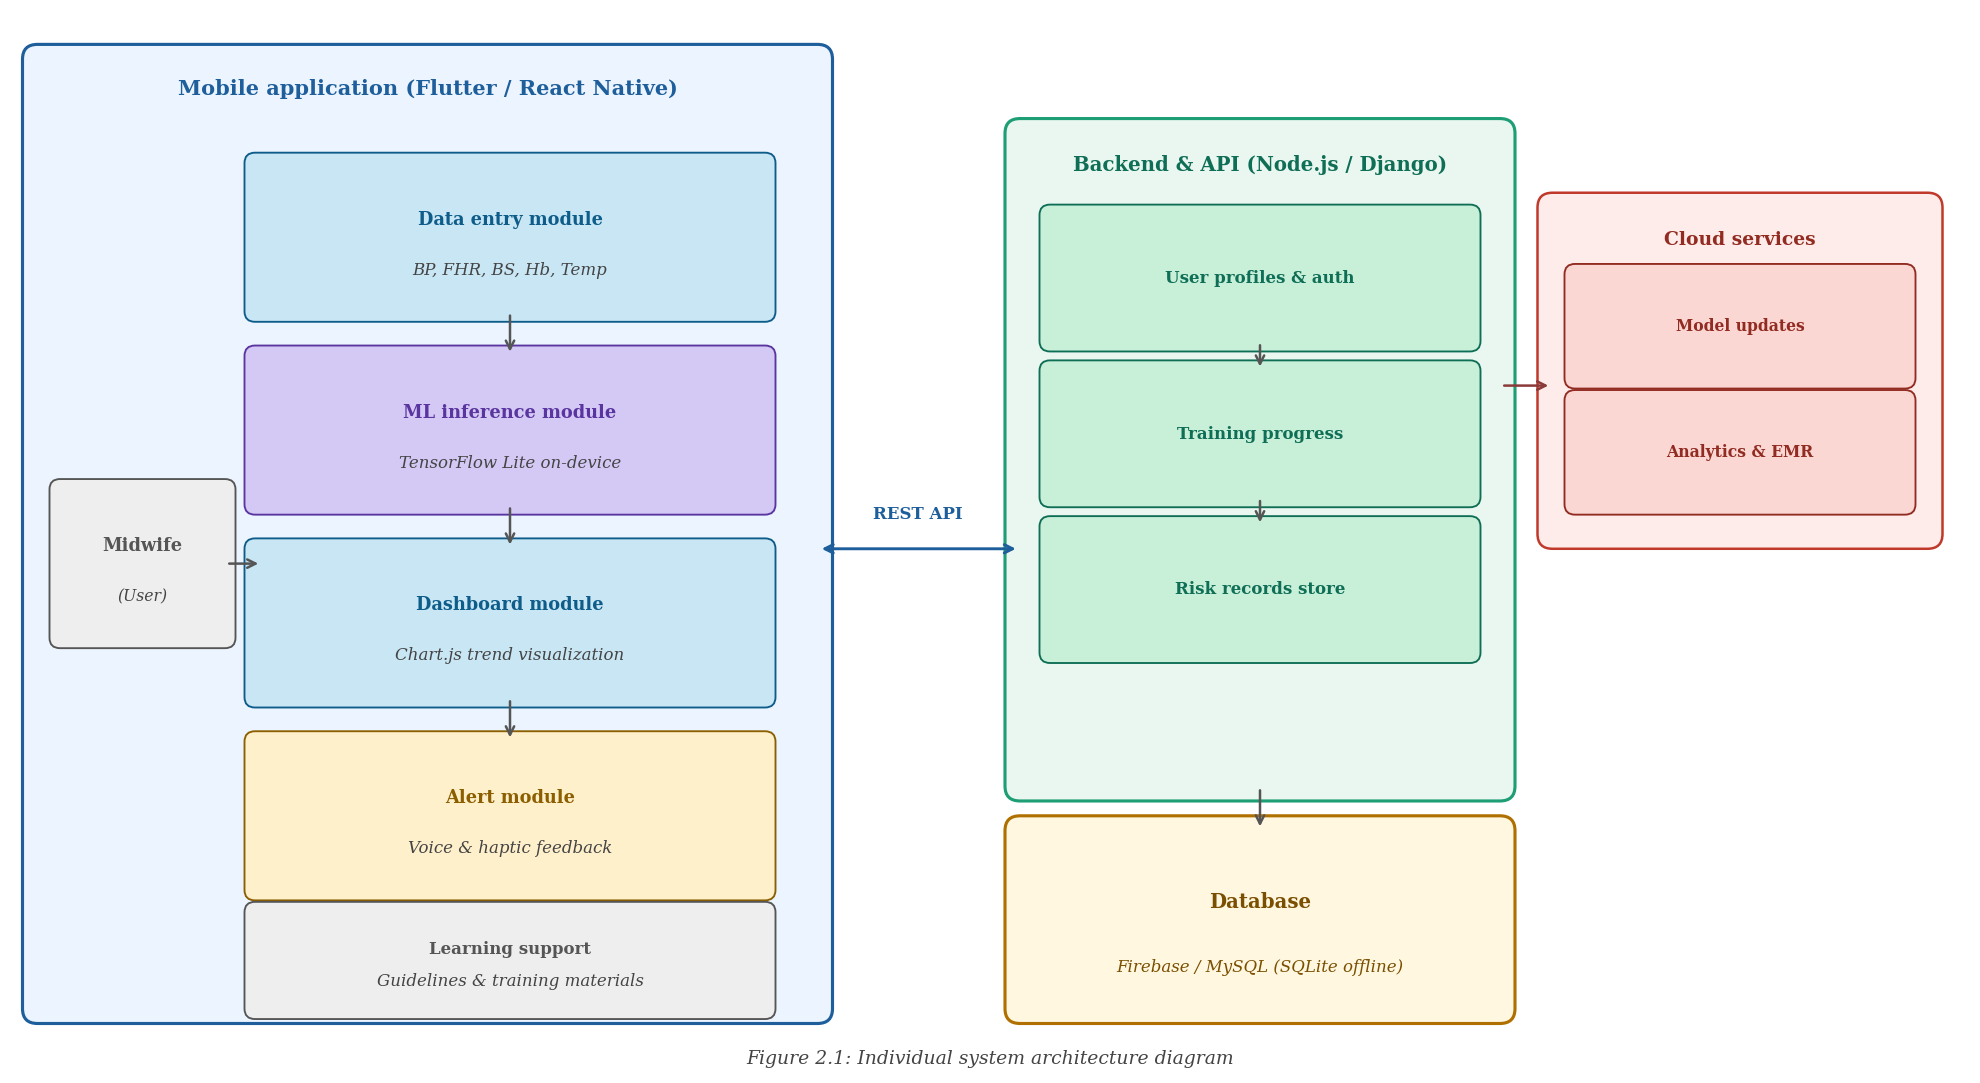 Mobile application (Flutter / React Native)
Data entry module
BP, FHR, BS, Hb, Temp
ML inference module
TensorFlow Lite on-device
Midwife
(User)
Dashboard module
Chart.js trend visualization
Alert module
Voice & haptic feedback
Learning support
Guidelines & training materials
REST API
Backend & API (Node.js / Django)
User profiles & auth
Training progress
Risk records store
Database
Firebase / MySQL (SQLite offline)
Cloud services
Model updates
Analytics & EMR
Figure 2.1: Individual system architecture diagram